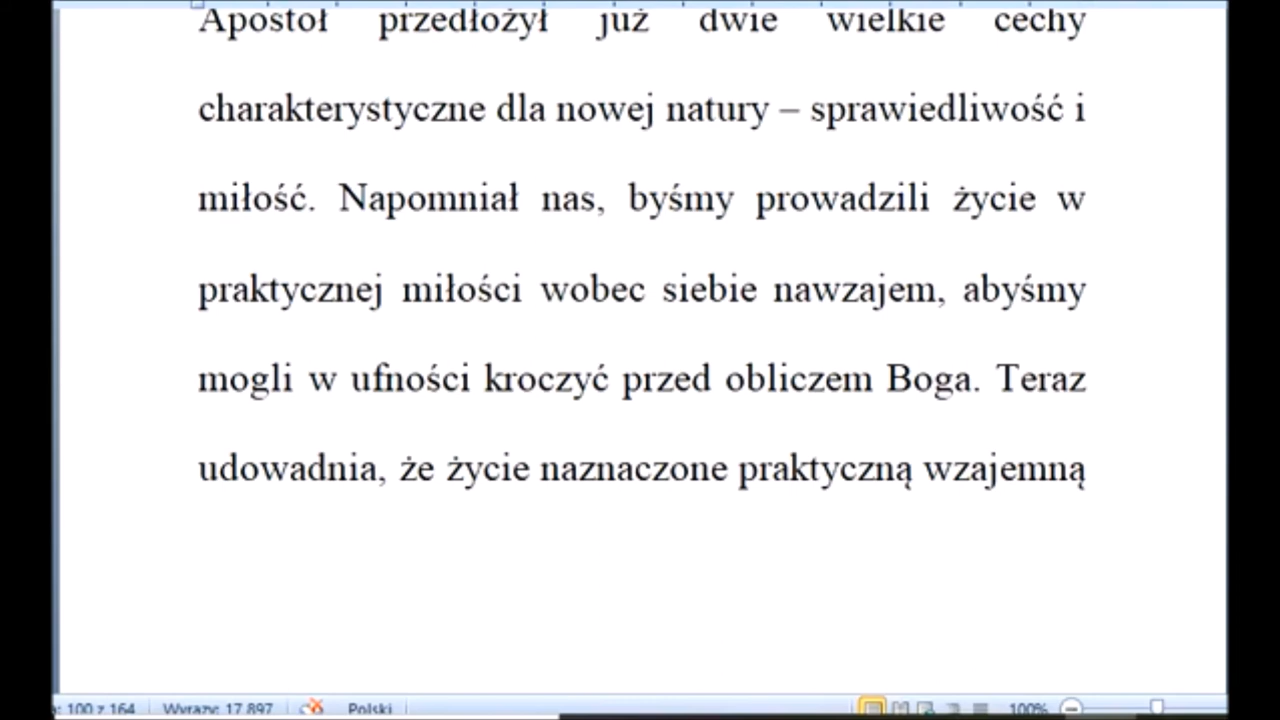 Apostoł przedłożył już dwie wielkie cechy
charakterystyczne dla nowej natury – sprawiedliwość i
miłość. Napomniał nas, byśmy prowadzili życie w
praktycznej miłości wobec siebie nawzajem, abyśmy
mogli w ufności kroczyć przed obliczem Boga. Teraz
udowadnia, że życie naznaczone praktyczną wzajemną
: 100 z 164 Wyrazy: 17 897 Polski 100%